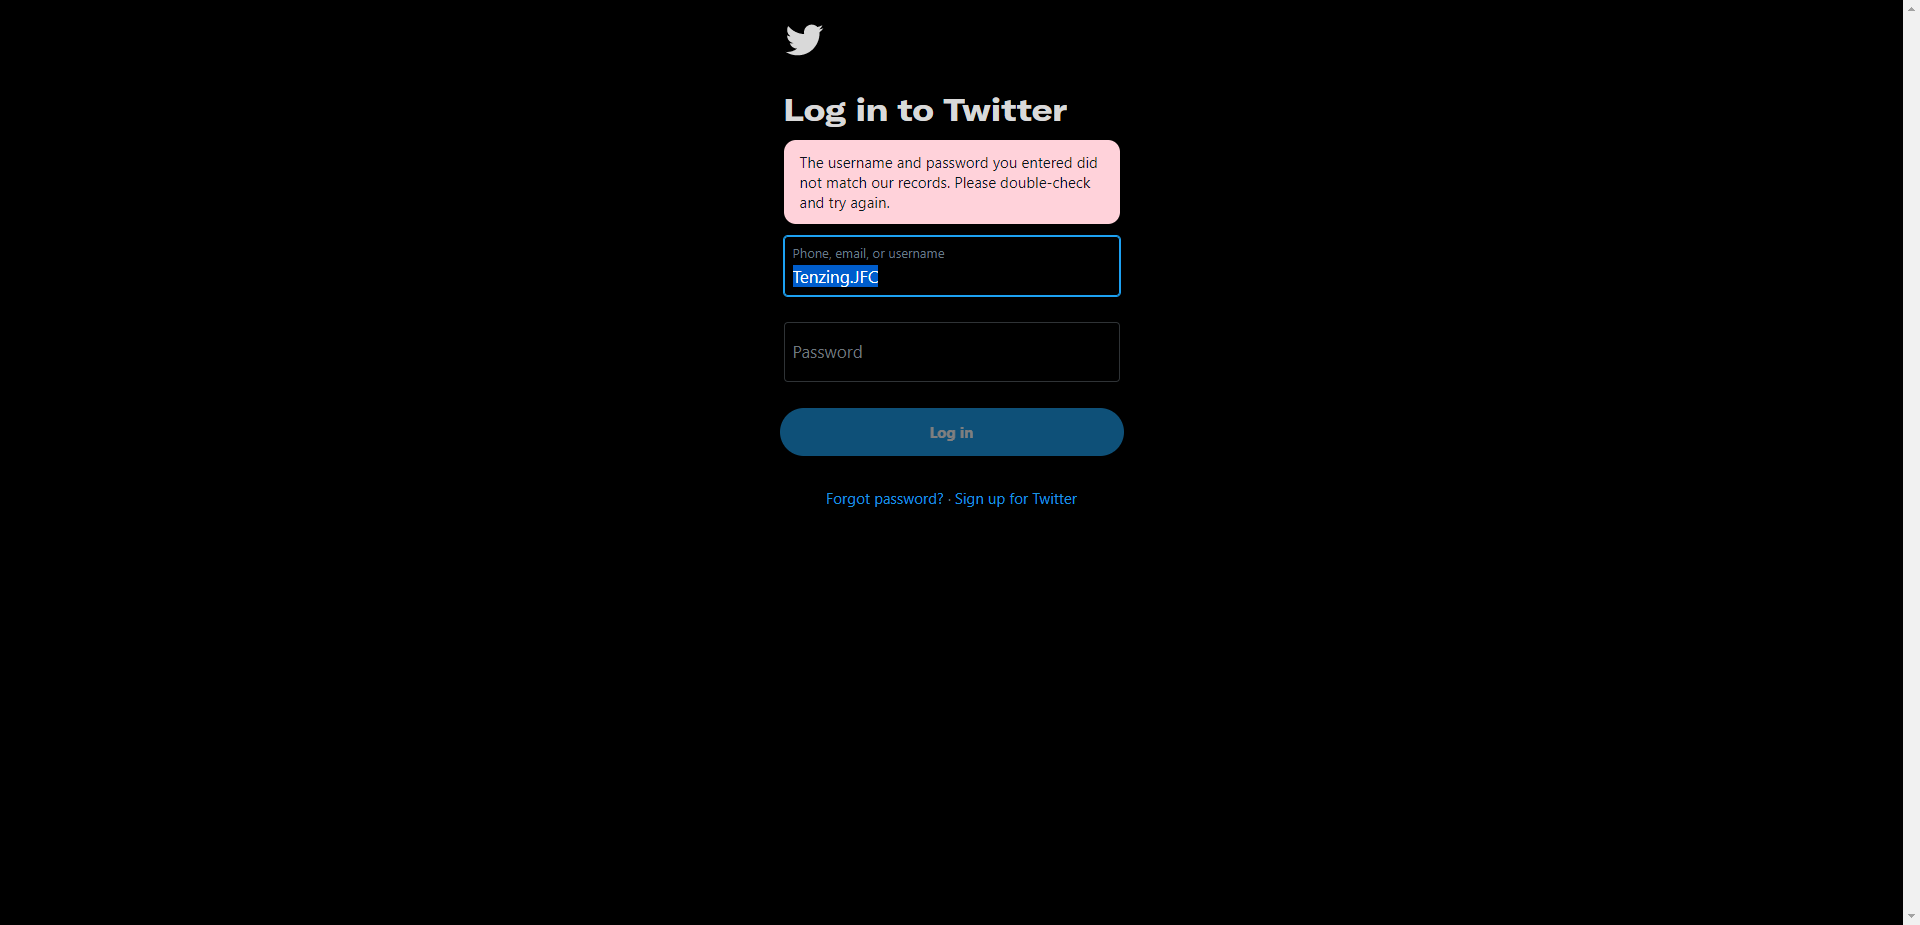 Log in to Twitter
The username and password you entered did
not match our records. Please double-check
and try again.
Phone, email, or username
Tenzing.JFC
Password
Log in
Forgot password? · Sign up for Twitter